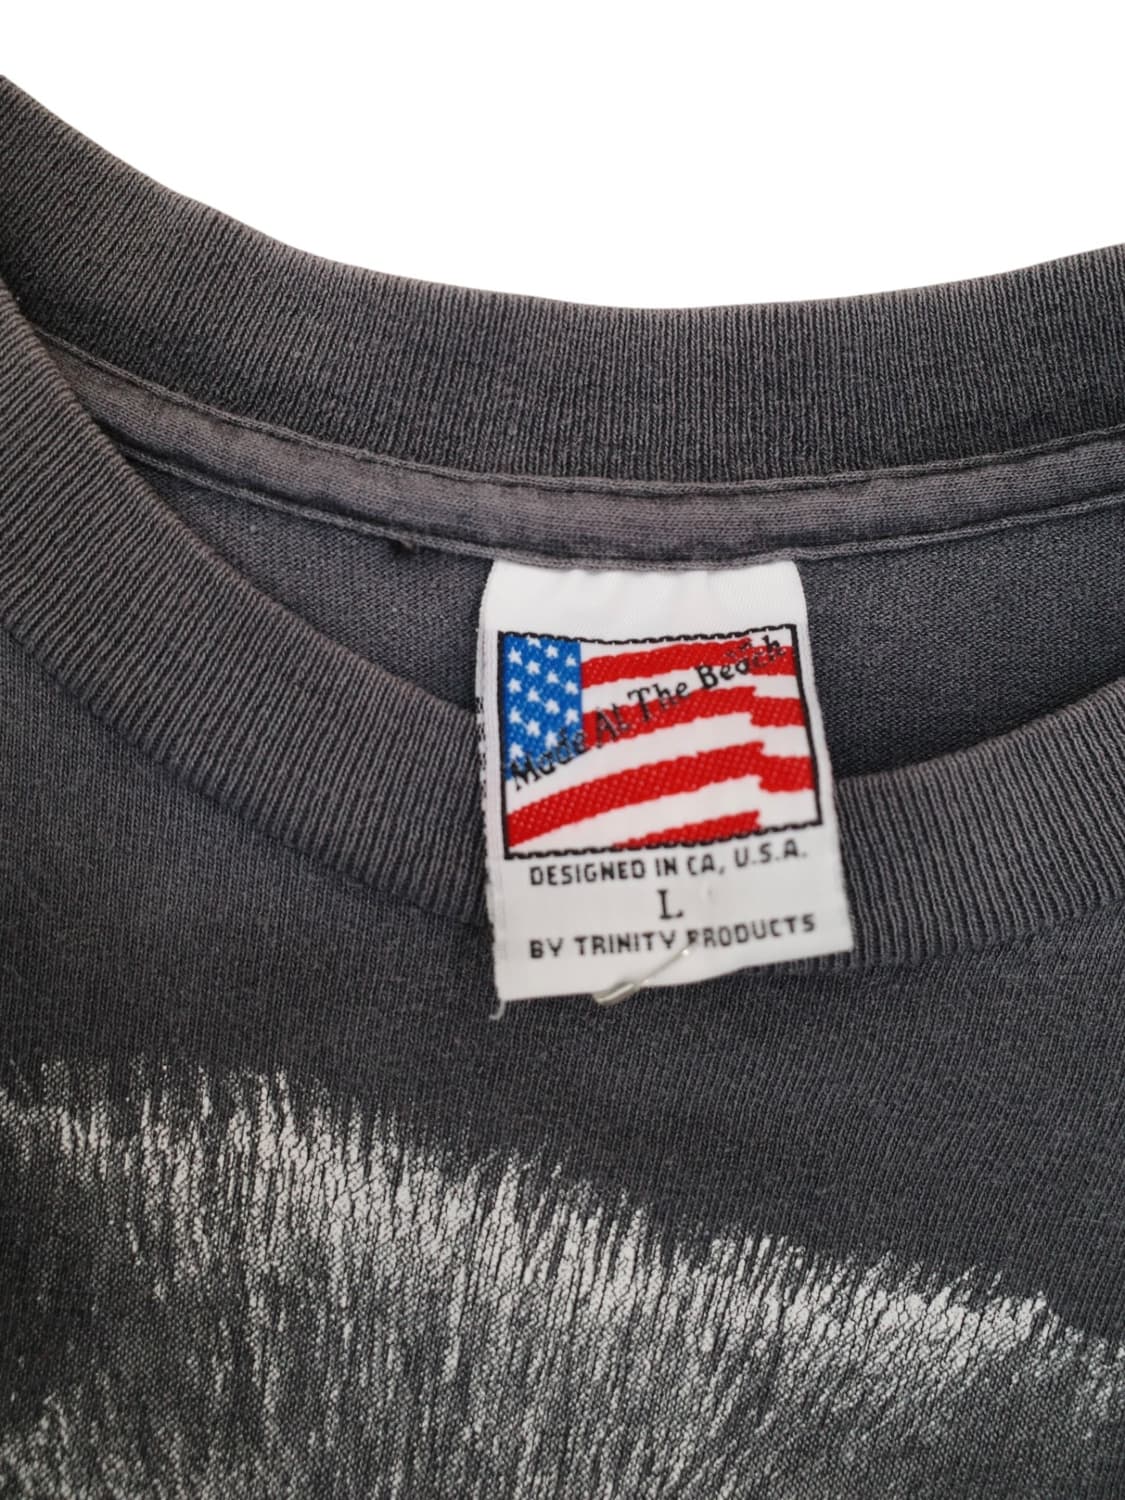 Made At The Beach
DESIGNED IN CA, U.S.A.
L
BY TRINITY PRODUCTS